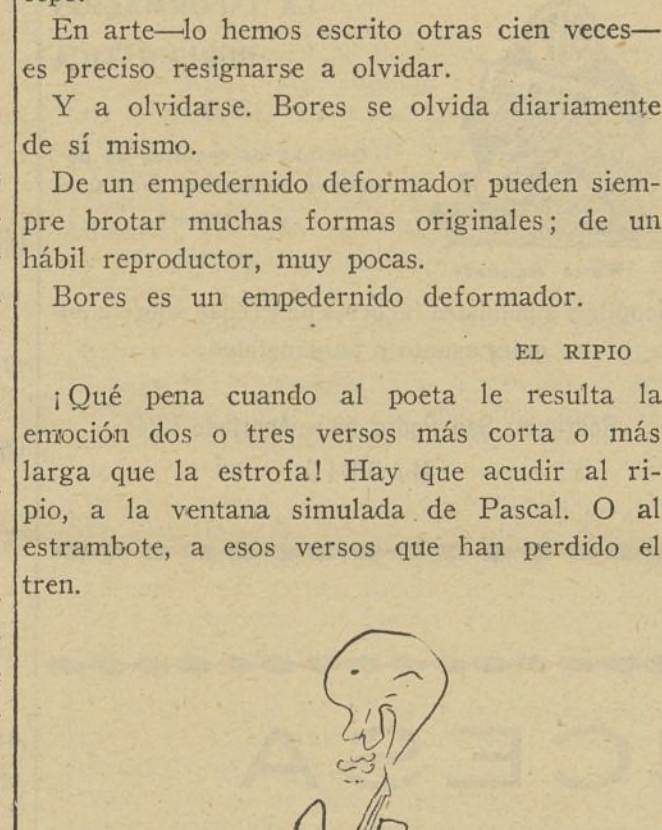 En arte—lo hemos escrito otras cien veces—
es preciso resignarse a olvidar.
Y a olvidarse. Bores se olvida diariamente
de sí mismo.
De un empedernido deformador pueden siem-
pre brotar muchas formas originales; de un
hábil reproductor, muy pocas.
Bores es un empedernido deformador.
EL RIPIO
¡Qué pena cuando al poeta le resulta la
emoción dos o tres versos más corta o más
larga que la estrofa! Hay que acudir al ri-
pio, a la ventana simulada de Pascal. O al
estrambote, a esos versos que han perdido el
tren.